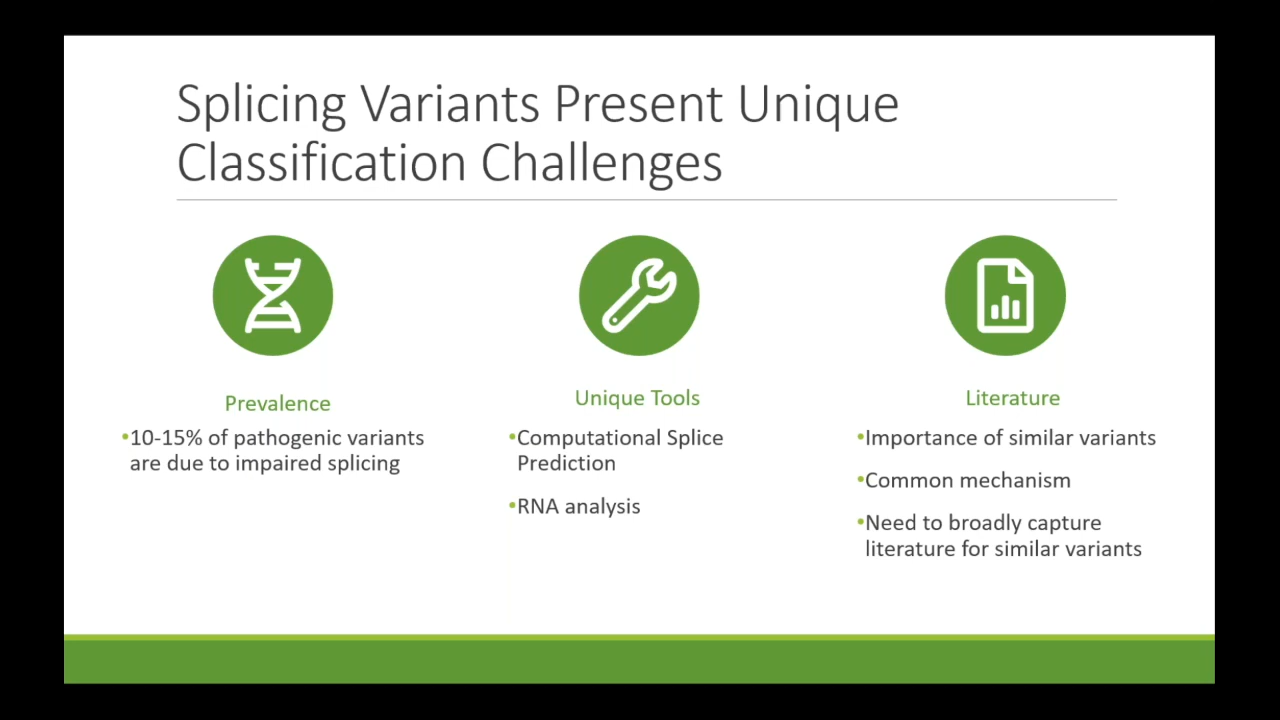 Splicing Variants Present Unique
Classification Challenges
Prevalence
•10-15% of pathogenic variants
are due to impaired splicing
Unique Tools
•Computational Splice
Prediction
•RNA analysis
Literature
•Importance of similar variants
•Common mechanism
•Need to broadly capture
literature for similar variants